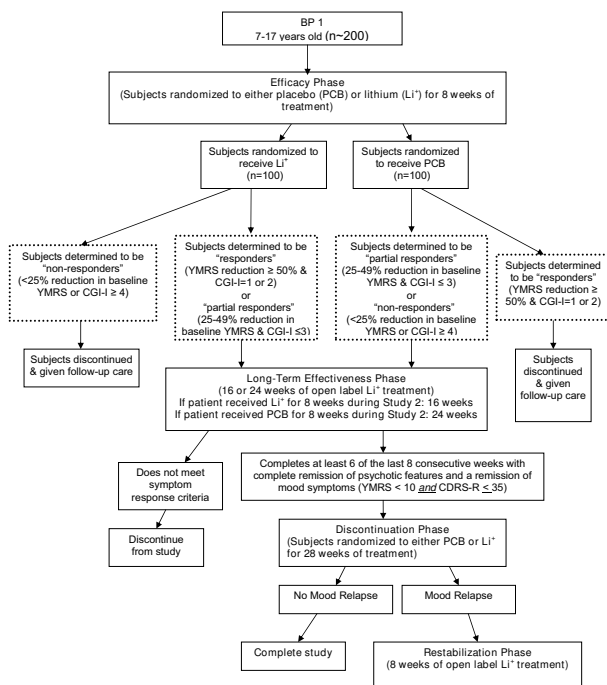 BP 1
7-17 years old (n~200)
Efficacy Phase
(Subjects randomized to either placebo (PCB) or lithium (Li⁺) for 8 weeks of
treatment)
Subjects randomized to
receive Li⁺
(n=100)
Subjects randomized
to receive PCB
(n=100)
Subjects determined to be
“non-responders”
(<25% reduction in baseline
YMRS or CGI-I ≥ 4)
Subjects determined to be
“responders”
(YMRS reduction ≥ 50% &
CGI-I=1 or 2)
or
“partial responders”
(25-49% reduction in
baseline YMRS & CGI-I ≤3)
Subjects determined to be
“partial responders”
(25-49% reduction in baseline
YMRS & CGI-I ≤ 3)
or
“non-responders”
(<25% reduction in baseline
YMRS or CGI-I ≥ 4)
Subjects determined
to be “responders”
(YMRS reduction ≥
50% & CGI-I=1 or 2)
Subjects discontinued
& given follow-up care
Subjects
discontinued
& given
follow-up care
Long-Term Effectiveness Phase
(16 or 24 weeks of open label Li⁺ treatment)
If patient received Li⁺ for 8 weeks during Study 2: 16 weeks
If patient received PCB for 8 weeks during Study 2: 24 weeks
Does not meet
symptom
response criteria
Completes at least 6 of the last 8 consecutive weeks with
complete remission of psychotic features and a remission of
mood symptoms (YMRS < 10 and CDRS-R < 35)
Discontinue
from study
Discontinuation Phase
(Subjects randomized to either PCB or Li⁺
for 28 weeks of treatment)
No Mood Relapse
Mood Relapse
Complete study
Restabilization Phase
(8 weeks of open label Li⁺ treatment)